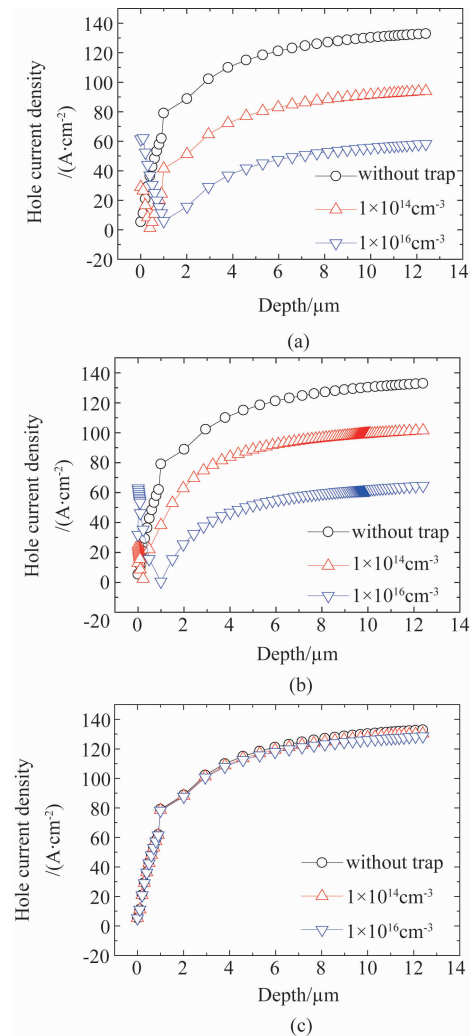 140
120
100
80
60
40
20
0
-20
Hole current density
/(A·cm⁻²)
without trap
1×10¹⁴cm⁻³
1×10¹⁶cm⁻³
0 2 4 6 8 10 12 14
Depth/μm
(a)
140
120
100
80
60
40
20
0
-20
Hole current density
/(A·cm⁻²)
without trap
1×10¹⁴cm⁻³
1×10¹⁶cm⁻³
0 2 4 6 8 10 12 14
Depth/μm
(b)
140
120
100
80
60
40
20
0
-20
Hole current density
/(A·cm⁻²)
without trap
1×10¹⁴cm⁻³
1×10¹⁶cm⁻³
0 2 4 6 8 10 12 14
Depth/μm
(c)